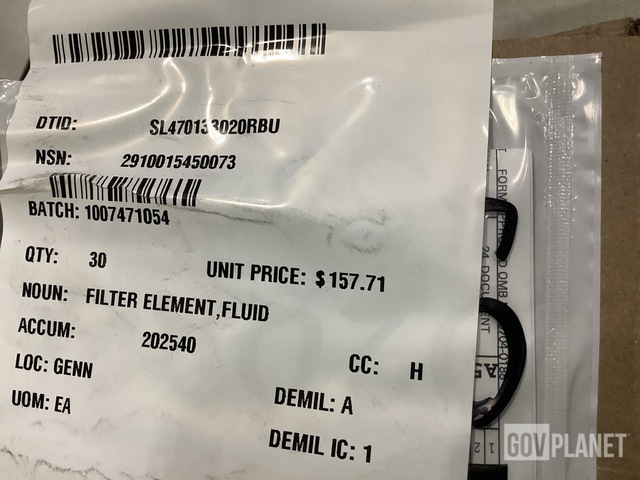 DTID: SL470133020RBU
NSN: 2910015450073
BATCH: 1007471054
QTY: 30 UNIT PRICE: $157.71
NOUN: FILTER ELEMENT,FLUID
ACCUM: 202540
LOC: GENN CC: H
UOM: EA DEMIL: A
DEMIL IC: 1
GOVPLANET